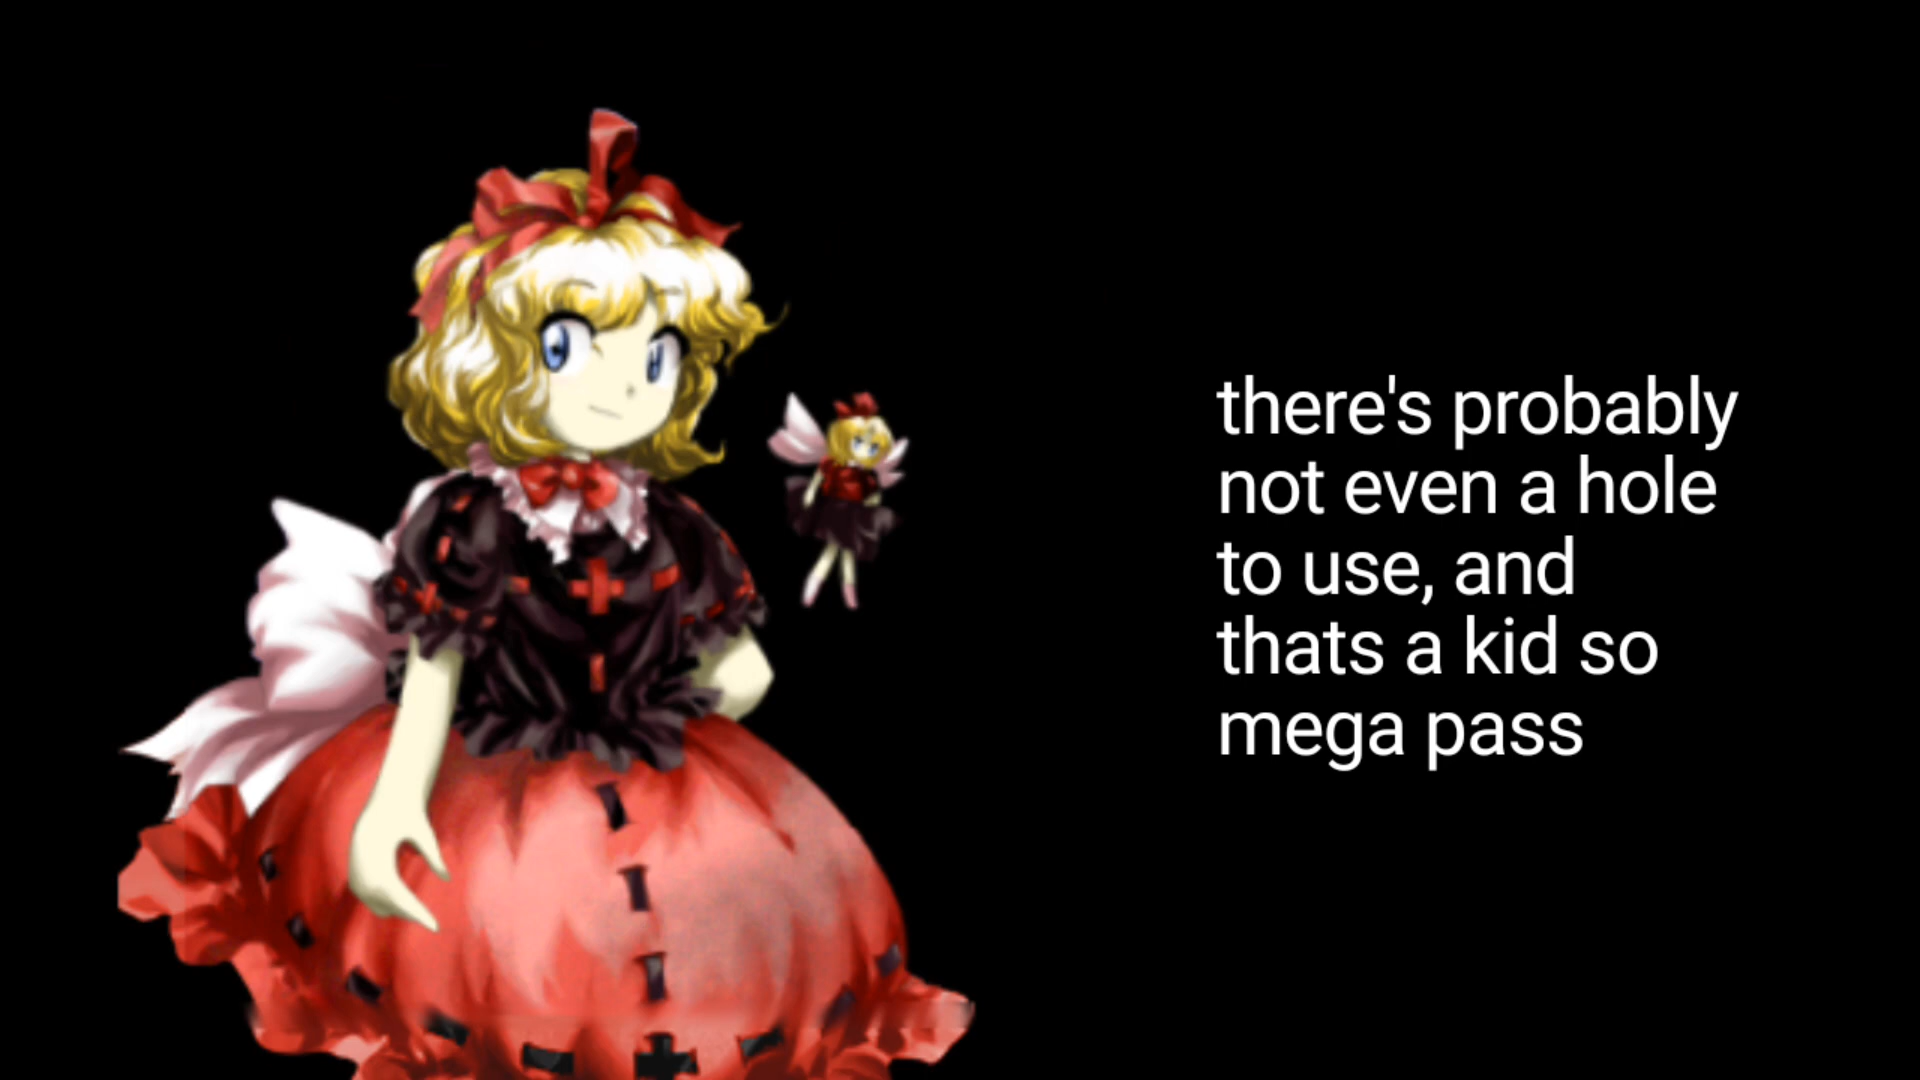 there's probably
not even a hole
to use, and
thats a kid so
mega pass